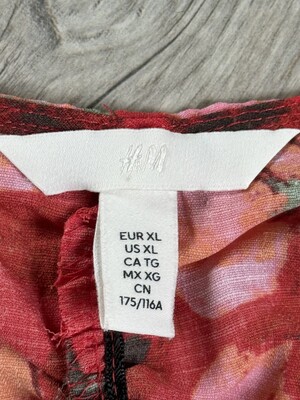 H&M
EUR XL
US XL
CA TG
MX XG
CN
175/116A